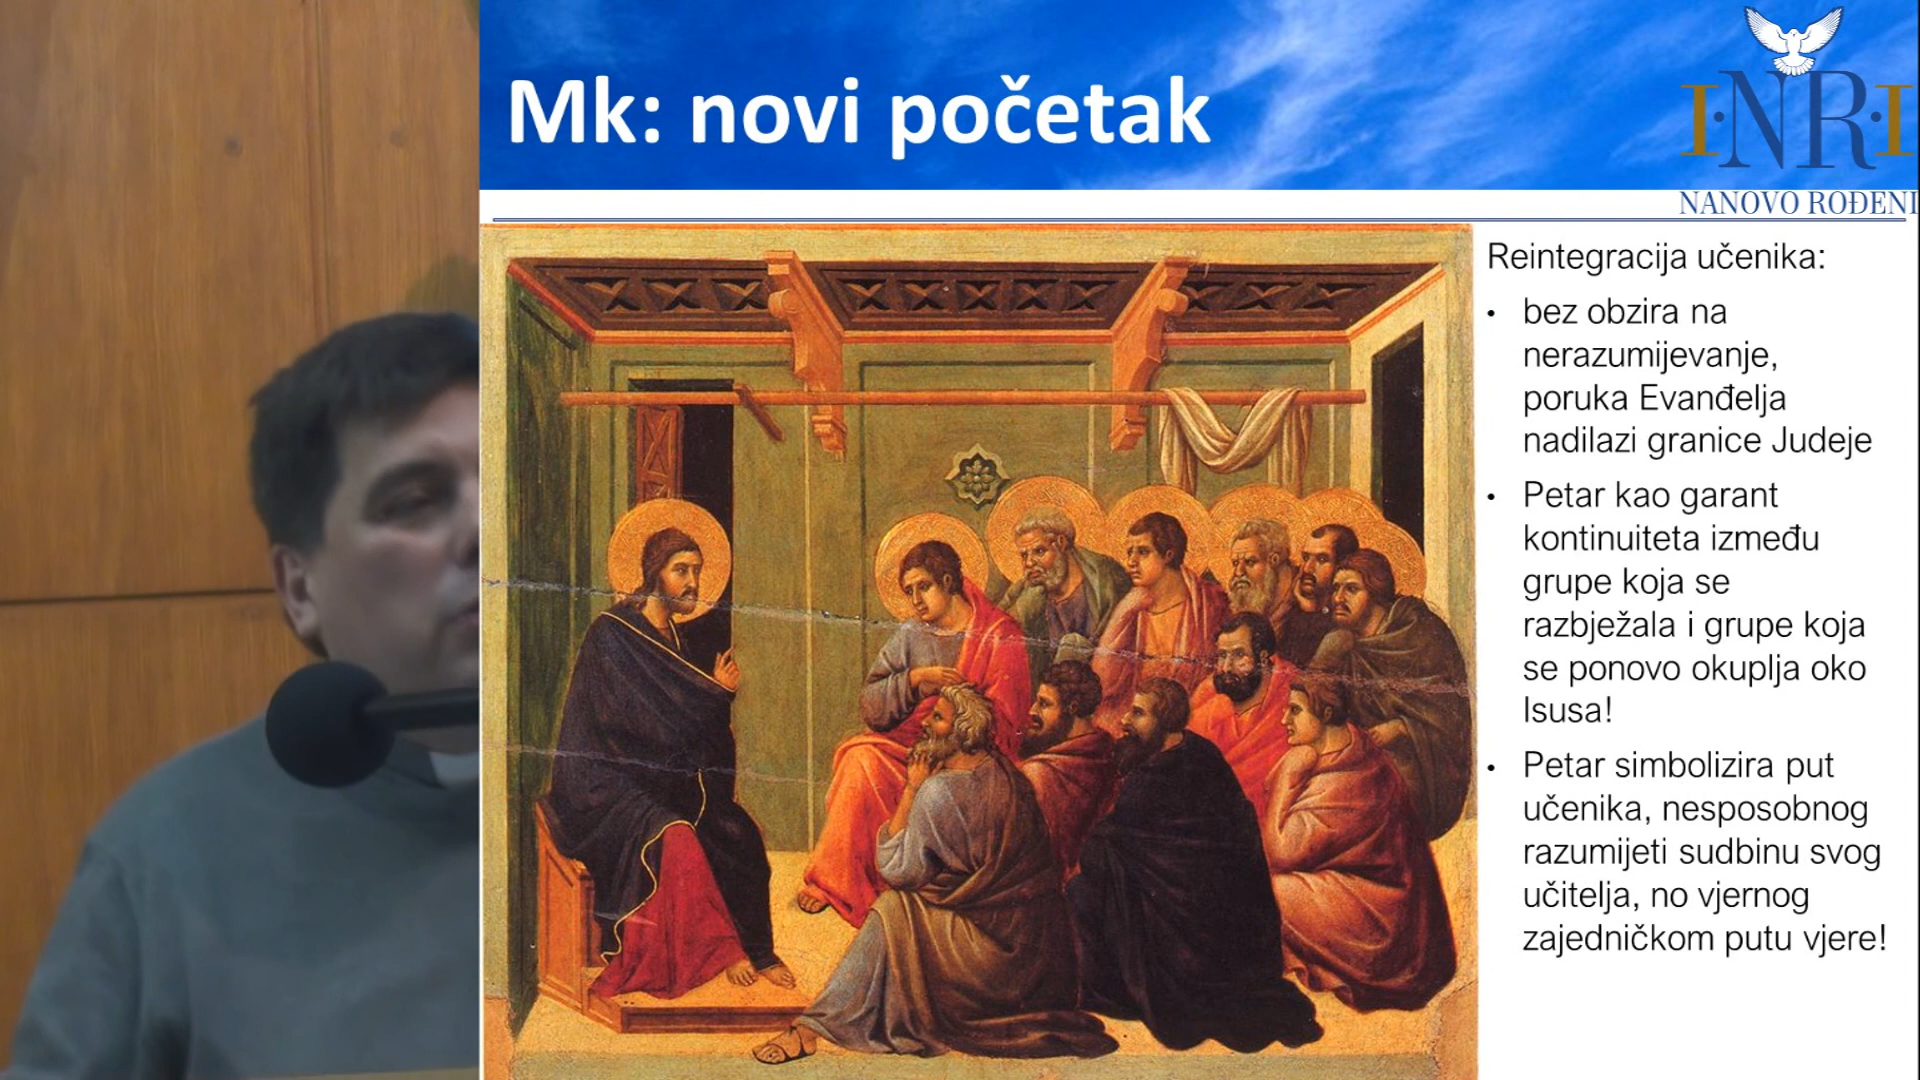 Mk: novi početak
I·NR·I
NANOVO ROĐENI
Reintegracija učenika:
• bez obzira na
nerazumijevanje,
poruka Evanđelja
nadilazi granice Judeje
• Petar kao garant
kontinuiteta između
grupe koja se
razbježala i grupe koja
se ponovo okuplja oko
Isusa!
• Petar simbolizira put
učenika, nesposobnog
razumijeti sudbinu svog
učitelja, no vjernog
zajedničkom putu vjere!